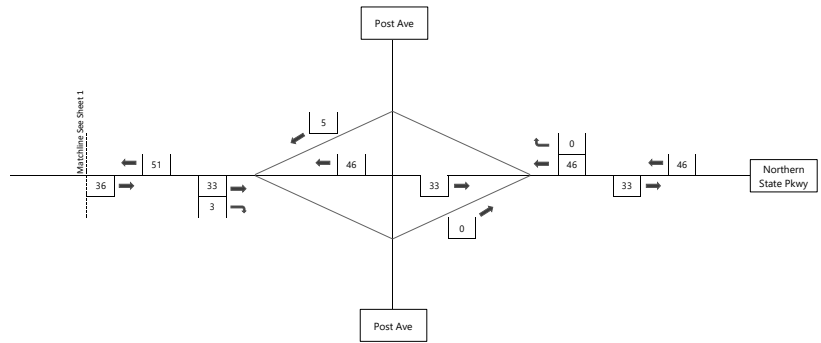 Post Ave
Matchline See Sheet 1
5
0
51
46
46
46
Northern
State Pkwy
36
33
33
33
3
0
Post Ave